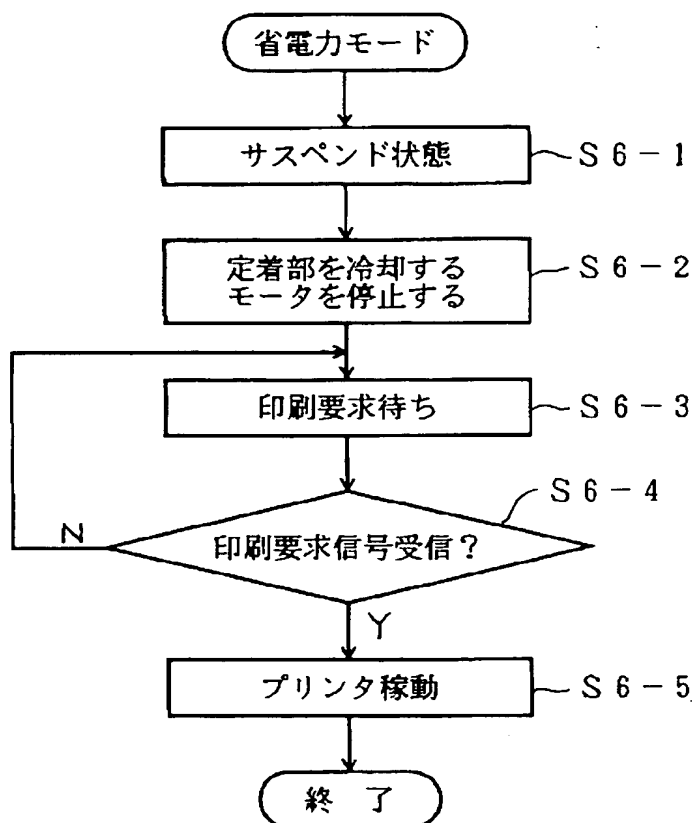 省電力モード
サスペンド状態
S6-1
定着部を冷却する
モータを停止する
S6-2
印刷要求待ち
S6-3
S6-4
N
印刷要求信号受信?
Y
プリンタ稼動
S6-5
終 了